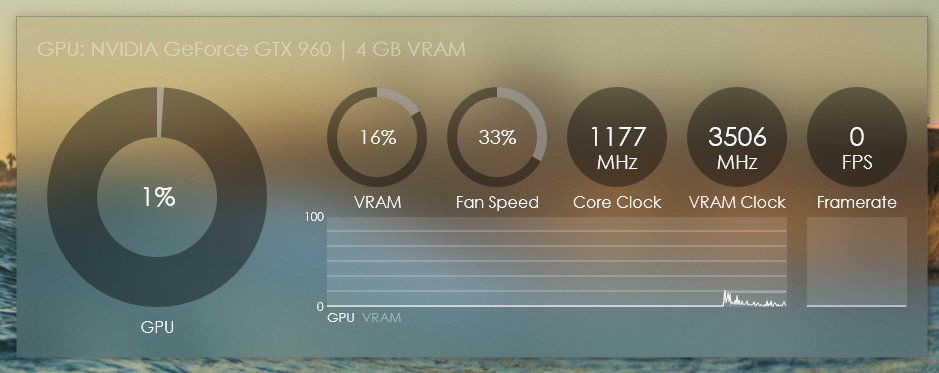 GPU: NVIDIA GeForce GTX 960 | 4 GB VRAM
1%
GPU
16%
VRAM
33%
Fan Speed
1177
MHz
Core Clock
3506
MHz
VRAM Clock
0
FPS
Framerate
100
0
GPU VRAM